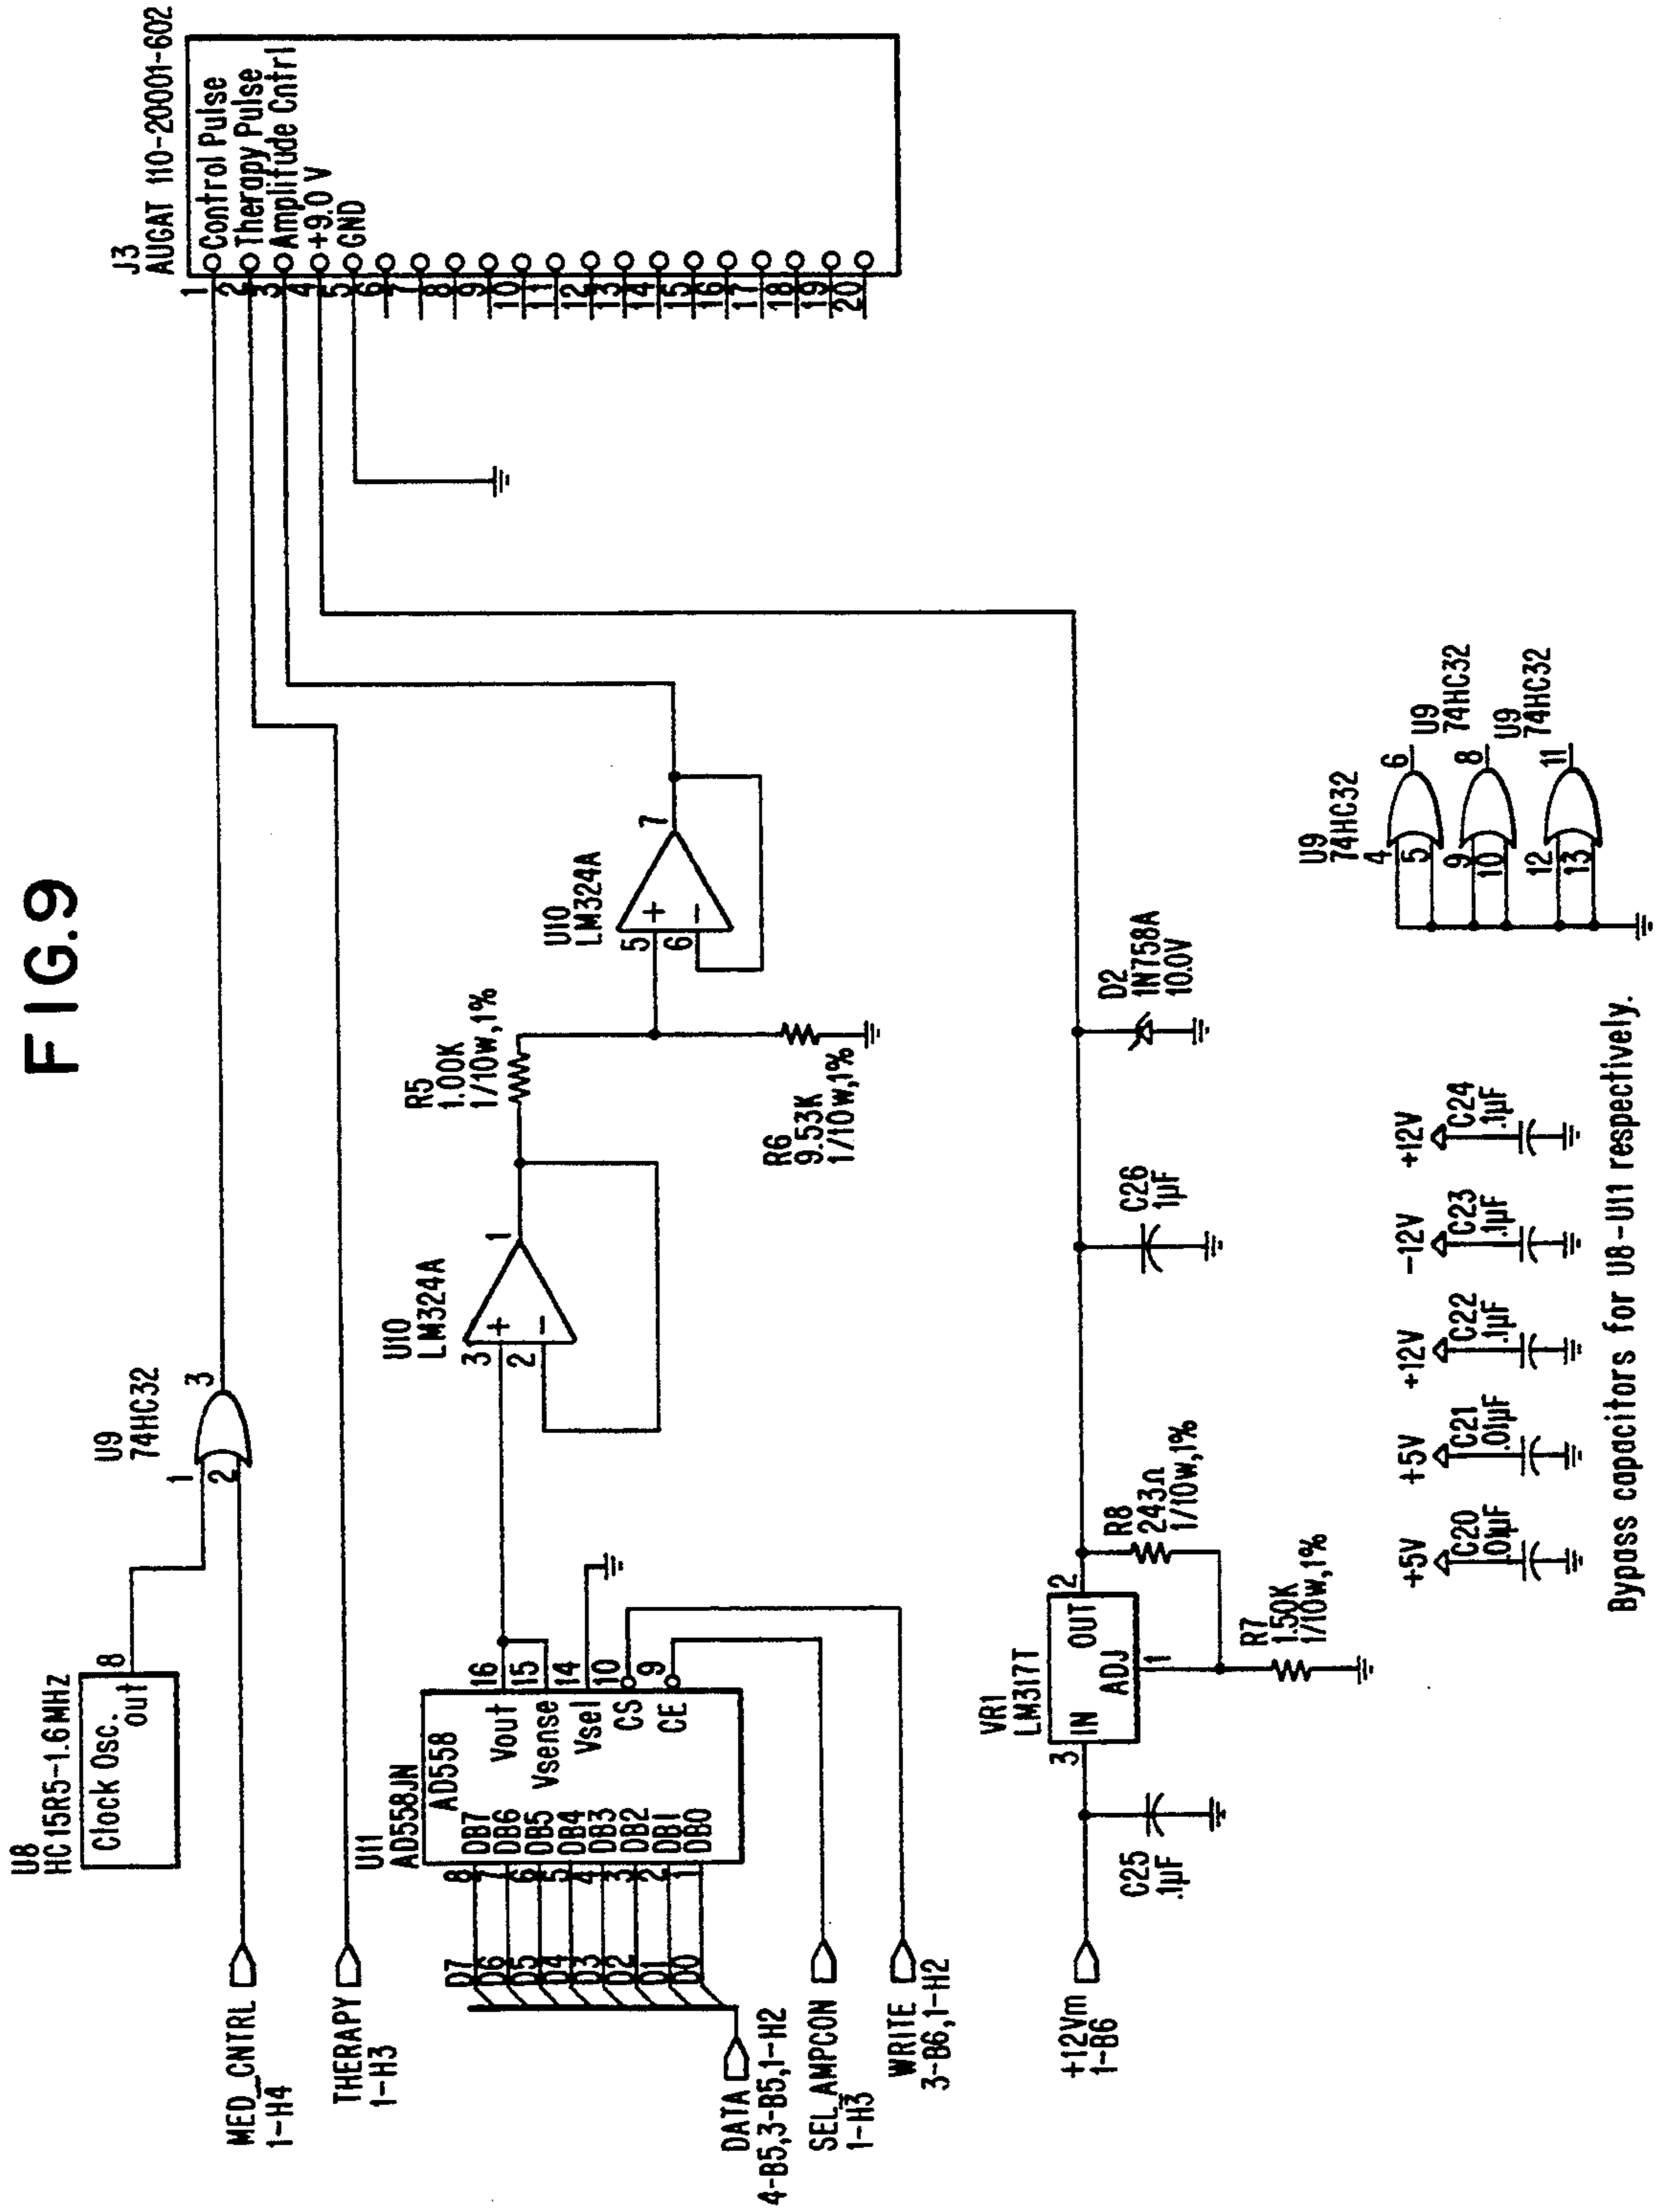 FIG.9
U8
HC15R5-1.6MHz
Clock Osc.
out
8
U9
74HC32
1
2
3
MED_CNTRL
1-H4
THERAPY
1-H3
J3
AUGAT 110-20001-602
1
Control Pulse
2
Therapy Pulse
3
Amplitude Cntrl
4
+9.0 V
5
GND
6
7
8
9
10
11
12
13
14
15
16
17
18
19
20
U11
AD558JN
AD558
D7 8 DB7
D6 7 DB6
D5 6 DB5
D4 5 DB4
D3 4 DB3
D2 3 DB2
D1 2 DB1
D0 1 DB0
Vout 16
Vsense 15
Vsel 14
CS 10
CE 9
DATA
4-B5,3-B5,1-H2
SEL_AMPCON
1-H3
WRITE
3-B6,1-H2
U10
LM324A
3 +
2 -
1
R5
1.00K
1/10w,1%
R6
9.53K
1/10w,1%
U10
LM324A
5 +
6 -
7
+12Vm
1-B6
C25
.1µF
VR1
LM317T
3 IN
OUT 2
ADJ
1
R8
243Ω
1/10w,1%
R7
1.50K
1/10w,1%
C26
1µF
D2
1N758A
10.0V
+5V
C20
.01µF
+5V
C21
.01µF
+12V
C22
.1µF
-12V
C23
.1µF
+12V
C24
.1µF
Bypass capacitors for U8-U11 respectively.
U9
74HC32
4
5
6
U9
74HC32
9
10
8
U9
74HC32
12
13
11